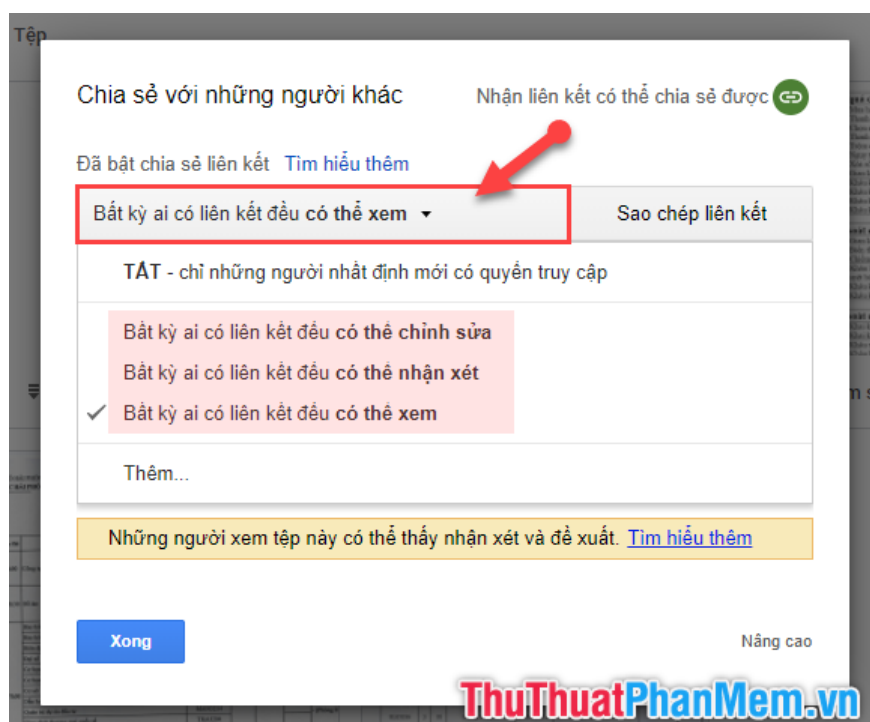 Tệp
Chia sẻ với những người khác
Nhận liên kết có thể chia sẻ được
Đã bật chia sẻ liên kết Tìm hiểu thêm
Bất kỳ ai có liên kết đều có thể xem
Sao chép liên kết
TẮT - chỉ những người nhất định mới có quyền truy cập
Bất kỳ ai có liên kết đều có thể chỉnh sửa
Bất kỳ ai có liên kết đều có thể nhận xét
Bất kỳ ai có liên kết đều có thể xem
Thêm...
Những người xem tệp này có thể thấy nhận xét và đề xuất. Tìm hiểu thêm
Xong
Nâng cao
ThuThuatPhanMem.vn